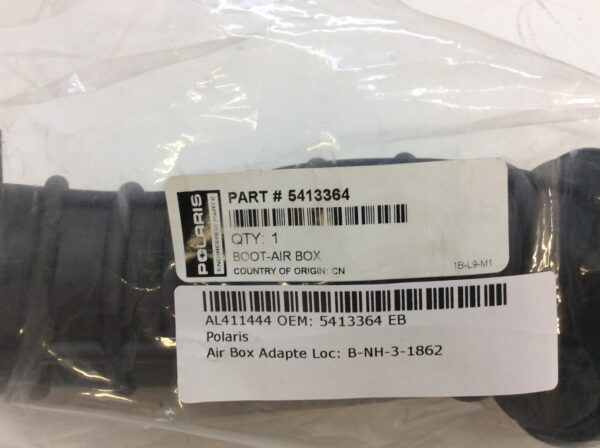 POLARIS
ENGINEERED PARTS
PART # 5413364
QTY: 1
BOOT-AIR BOX
COUNTRY OF ORIGIN: CN
1B-L9-M1
AL411444 OEM: 5413364 EB
Polaris
Air Box Adapte Loc: B-NH-3-1862